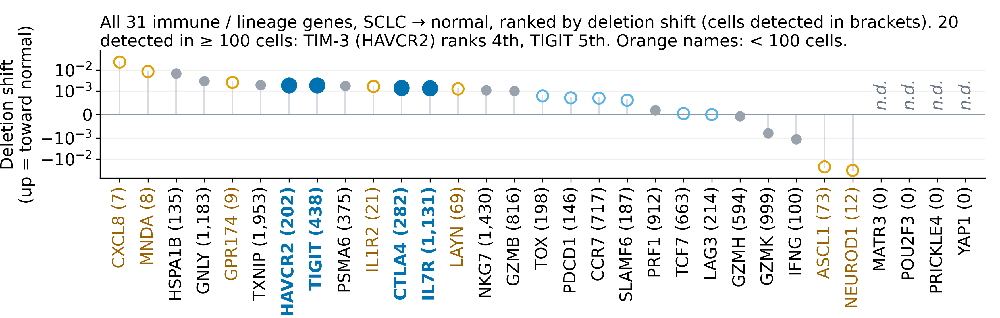 All 31 immune / lineage genes, SCLC → normal, ranked by deletion shift (cells detected in brackets). 20
detected in ≥ 100 cells: TIM-3 (HAVCR2) ranks 4th, TIGIT 5th. Orange names: < 100 cells.
Deletion shift
(up = toward normal)
10⁻²
10⁻³
0
−10⁻³
−10⁻²
n.d.
n.d.
n.d.
n.d.
CXCL8 (7)
MNDA (8)
HSPA1B (135)
GNLY (1,183)
GPR174 (9)
TXNIP (1,953)
HAVCR2 (202)
TIGIT (438)
PSMA6 (375)
IL1R2 (21)
CTLA4 (282)
IL7R (1,131)
LAYN (69)
NKG7 (1,430)
GZMB (816)
TOX (198)
PDCD1 (146)
CCR7 (717)
SLAMF6 (187)
PRF1 (912)
TCF7 (663)
LAG3 (214)
GZMH (594)
GZMK (999)
IFNG (100)
ASCL1 (73)
NEUROD1 (12)
MATR3 (0)
POU2F3 (0)
PRICKLE4 (0)
YAP1 (0)